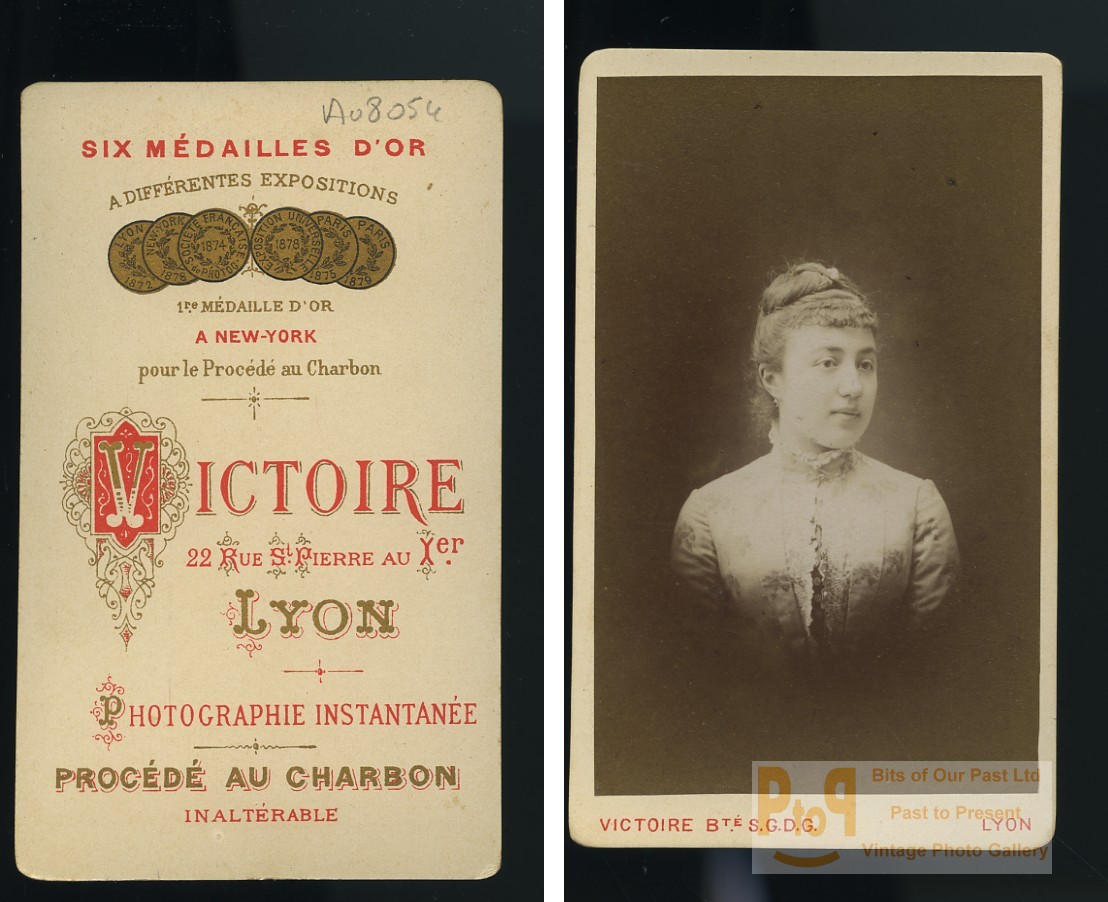 Au8054
SIX MÉDAILLES D'OR
A DIFFÉRENTES EXPOSITIONS
LYON 1872
NEW-YORK 1878
SOCIÉTÉ FRANÇAISE de PHOTOG. 1874
EXPOSITION UNIVERSELLE 1878
PARIS 1875
PARIS 1879
1re MÉDAILLE D'OR
A NEW-YORK
pour le Procédé au Charbon
VICTOIRE
22 RUE St. PIERRE AU Xer.
LYON
PHOTOGRAPHIE INSTANTANÉE
PROCÉDÉ AU CHARBON
INALTÉRABLE
VICTOIRE BTÉ. S.G.D.G. LYON
PtoP
Bits of Our Past Ltd
Past to Present
Vintage Photo Gallery